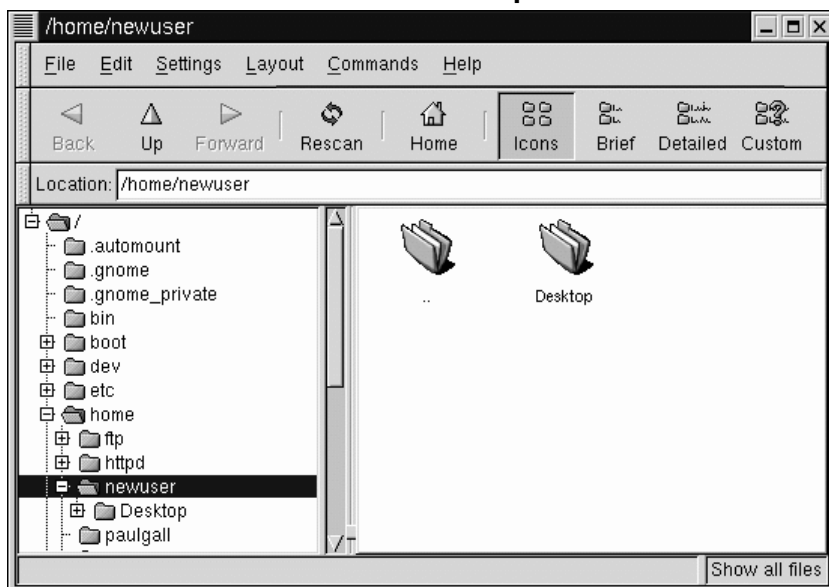 /home/newuser
File Edit Settings Layout Commands Help
Back Up Forward Rescan Home Icons Brief Detailed Custom
Location: /home/newuser
/
.automount
.gnome
.gnome_private
bin
boot
dev
etc
home
ftp
httpd
newuser
Desktop
paulgall
..
Desktop
Show all files